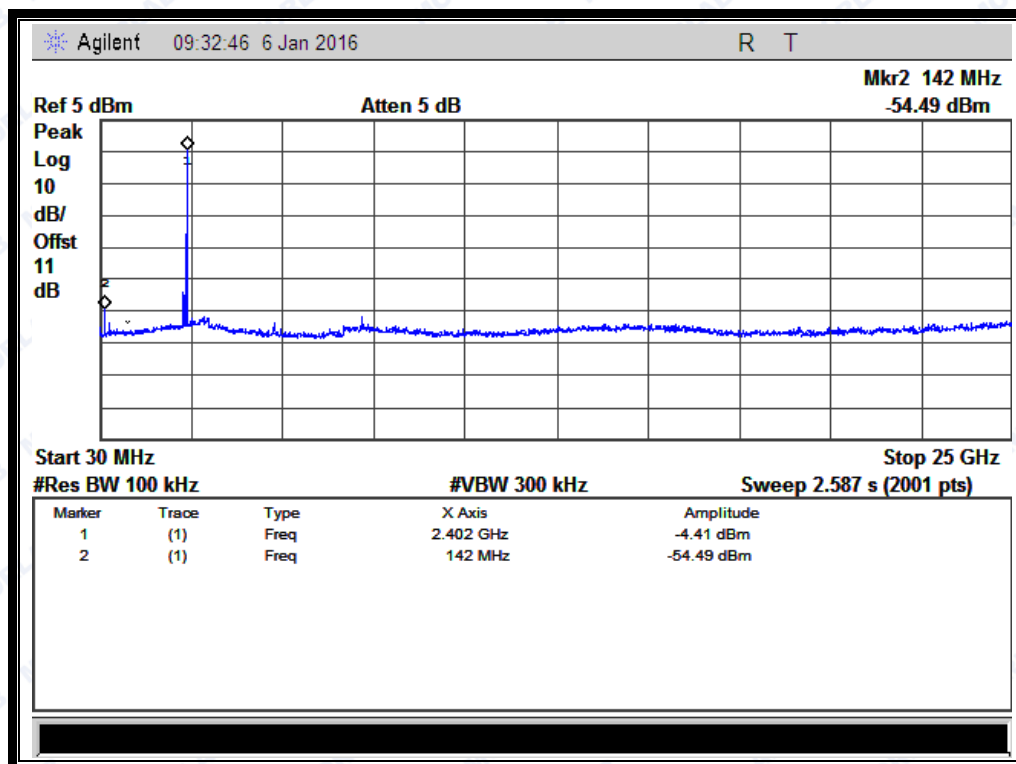 Agilent 09:32:46 6 Jan 2016 R T
Mkr2 142 MHz
Ref 5 dBm Atten 5 dB -54.49 dBm
Peak
Log
10
dB/
Offst
11
dB
1
2
Start 30 MHz Stop 25 GHz
#Res BW 100 kHz #VBW 300 kHz Sweep 2.587 s (2001 pts)
Marker Trace Type X Axis Amplitude
1 (1) Freq 2.402 GHz -4.41 dBm
2 (1) Freq 142 MHz -54.49 dBm